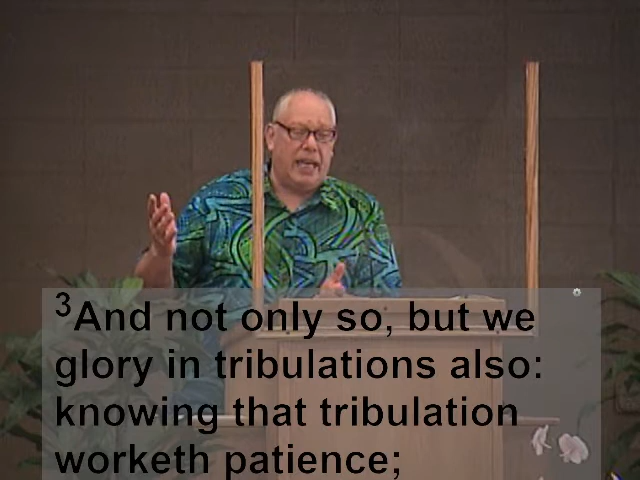 ³And not only so, but we
glory in tribulations also:
knowing that tribulation
worketh patience;